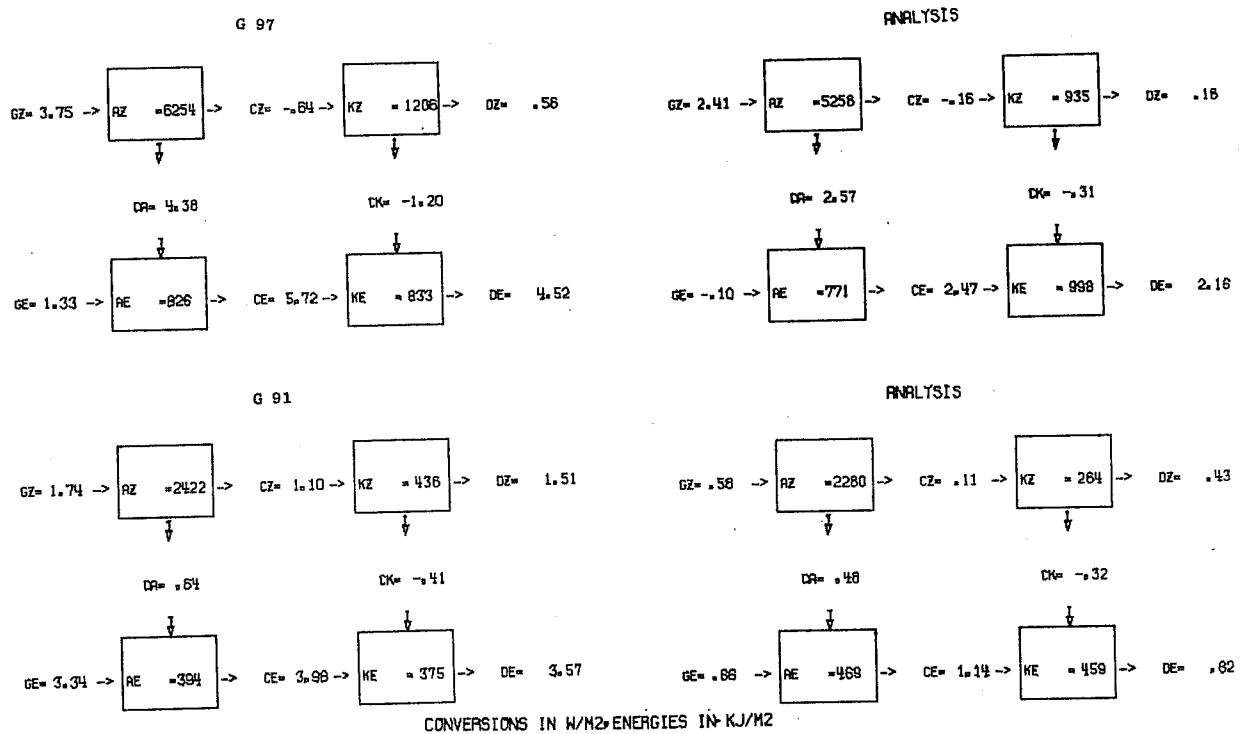 G 97
ANALYSIS
GZ= 3.75 -> AZ =6254 -> CZ= -.64 -> KZ = 1206 -> DZ= .56
GZ= 2.41 -> AZ =5258 -> CZ= -.16 -> KZ = 935 -> DZ= .16
CA= 4.38 CK= -1.20
CA= 2.57 CK= -.31
GE= 1.33 -> AE =826 -> CE= 5.72 -> KE = 833 -> DE= 4.52
GE= -.10 -> AE =771 -> CE= 2.47 -> KE = 998 -> DE= 2.16
G 91
ANALYSIS
GZ= 1.74 -> AZ =2422 -> CZ= 1.10 -> KZ = 436 -> DZ= 1.51
GZ= .58 -> AZ =2280 -> CZ= .11 -> KZ = 264 -> DZ= .43
CA= .64 CK= -.41
CA= .48 CK= -.32
GE= 3.34 -> AE =394 -> CE= 3.98 -> KE = 375 -> DE= 3.57
GE= .66 -> AE =469 -> CE= 1.14 -> KE = 459 -> DE= .82
CONVERSIONS IN W/M2, ENERGIES IN KJ/M2